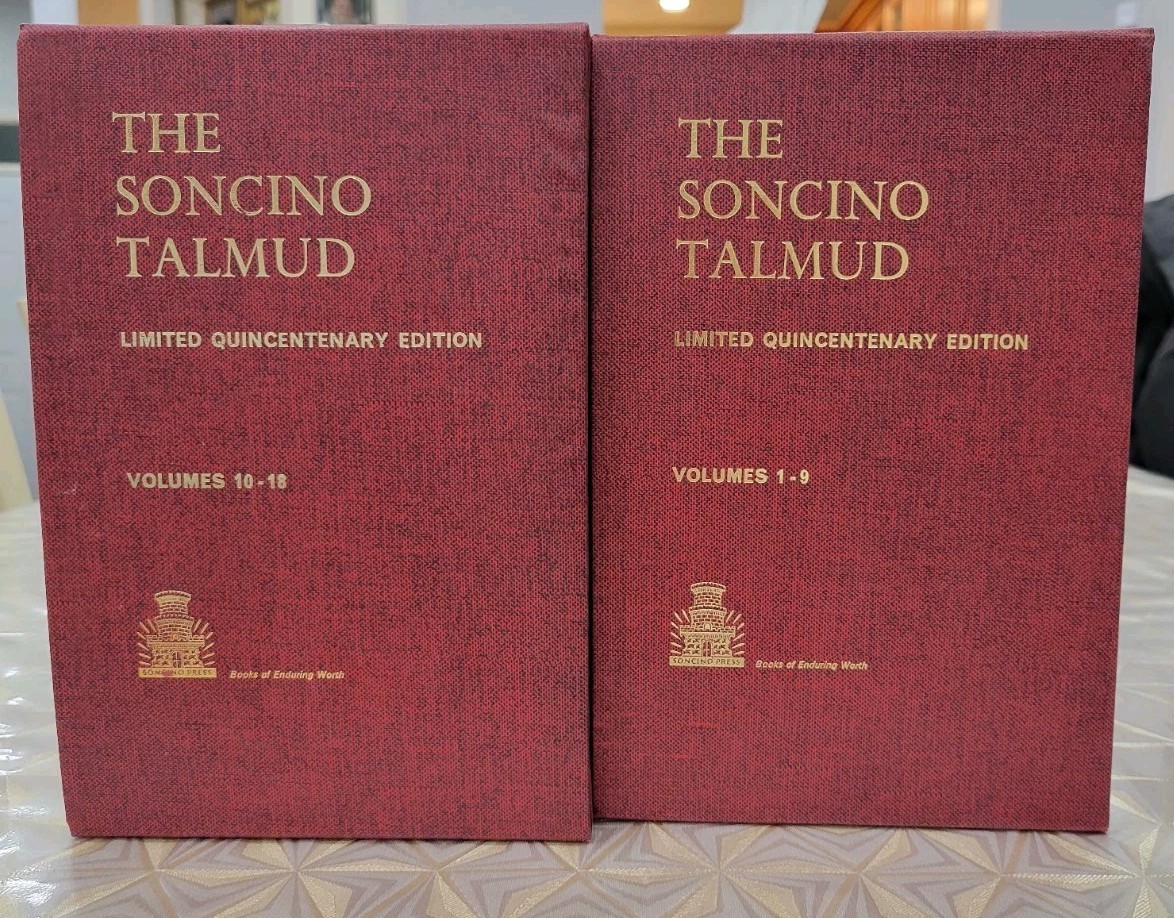 THE
SONCINO
TALMUD
LIMITED QUINCENTENARY EDITION
VOLUMES 10-18
SONCINO PRESS
Books of Enduring Worth
THE
SONCINO
TALMUD
LIMITED QUINCENTENARY EDITION
VOLUMES 1-9
SONCINO PRESS
Books of Enduring Worth